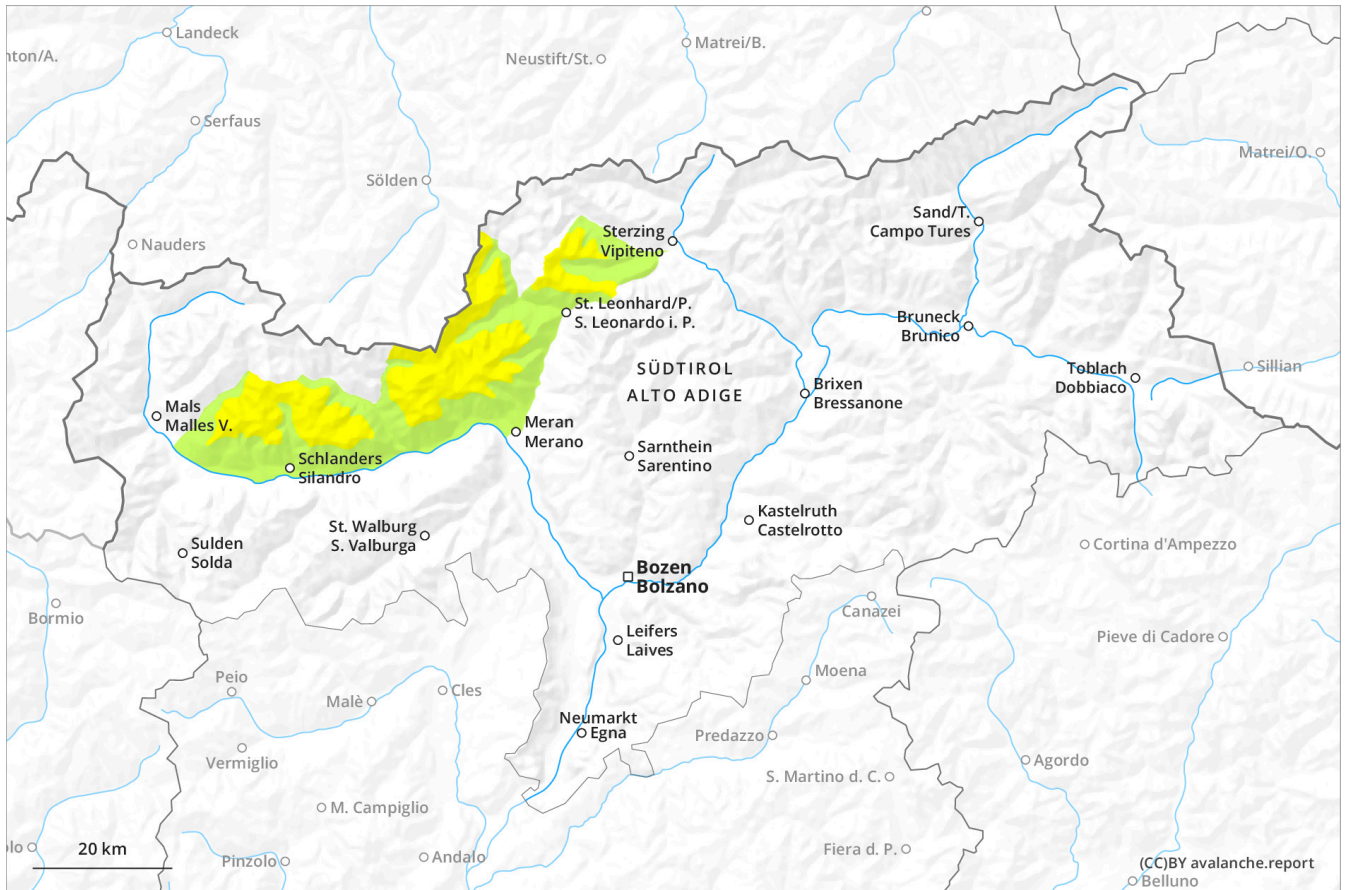 Landeck
nton/A.
Neustift/St.
Matrei/B.
Serfaus
Matrei/O.
Sölden
Sand/T.
Campo Tures
Sterzing
Vipiteno
Nauders
St. Leonhard/P.
S. Leonardo i. P.
Bruneck
Brunico
SÜDTIROL
ALTO ADIGE
Toblach
Dobbiaco
Sillian
Brixen
Bressanone
Mals
Malles V.
Meran
Merano
Schlanders
Silandro
Sarnthein
Sarentino
Kastelruth
Castelrotto
St. Walburg
S. Valburga
Sulden
Solda
Cortina d'Ampezzo
Bozen
Bolzano
Bormio
Canazei
Leifers
Laives
Pieve di Cadore
Peio
Malè
Cles
Moena
Neumarkt
Egna
Predazzo
Vermiglio
Agordo
S. Martino d. C.
M. Campiglio
olo
20 km
Pinzolo
Andalo
Fiera d. P.
(CC)BY avalanche.report
Belluno